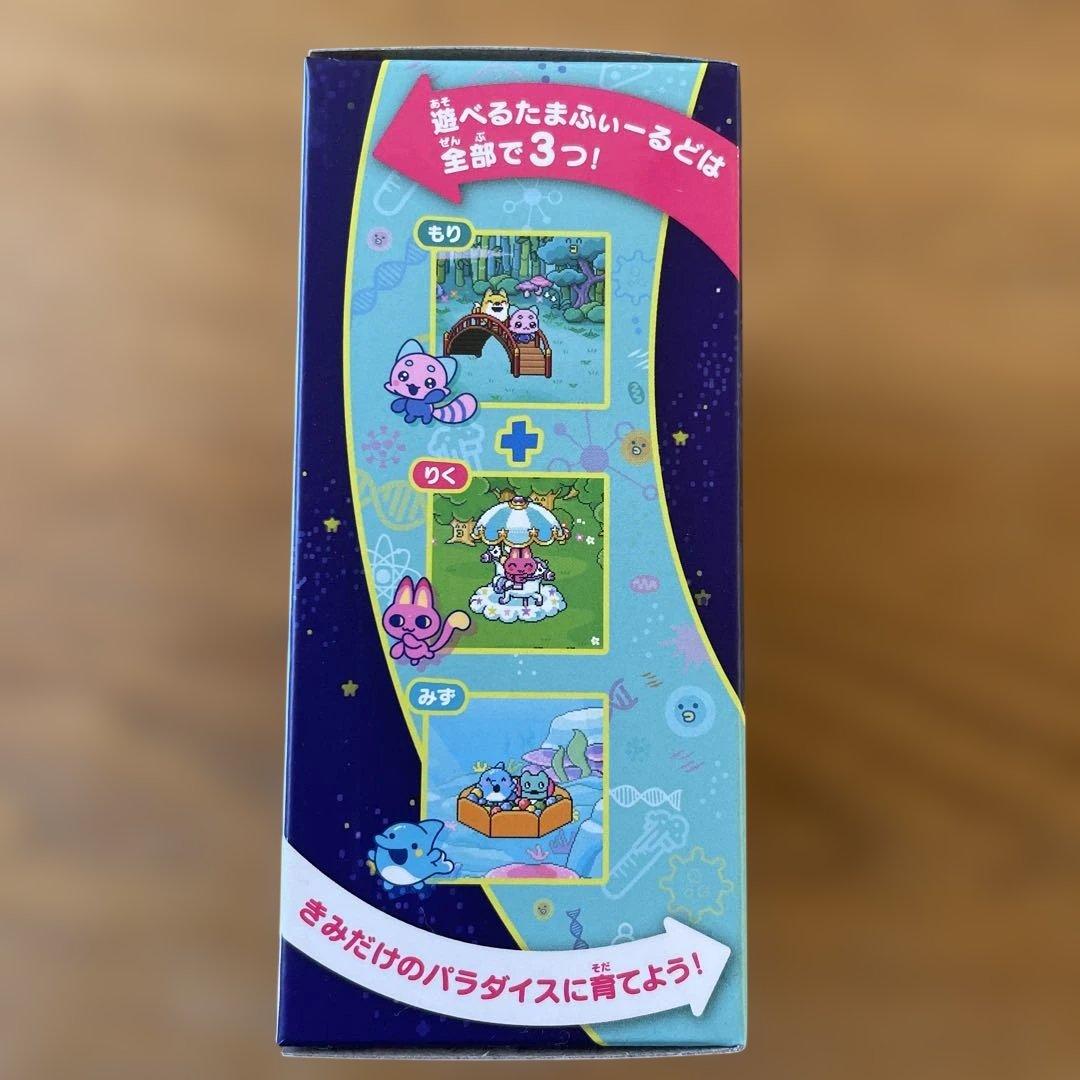 遊べるたまふぃーるどは
全部で3つ!
もり
りく
みず
きみだけのパラダイスに育てよう!